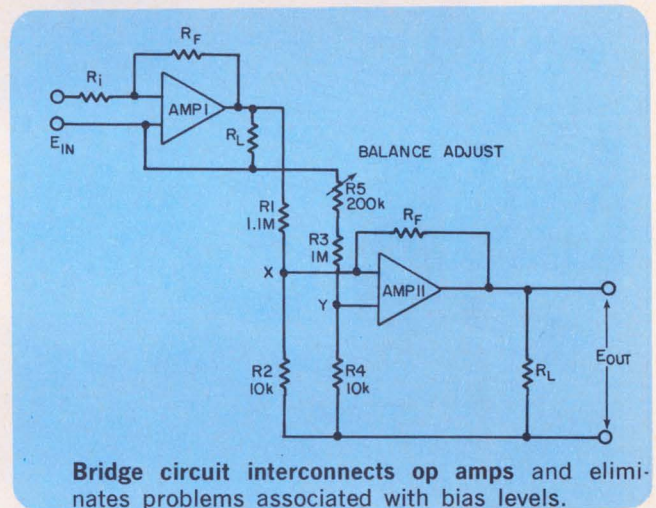 RF
Ri
AMP I
EIN
RL
BALANCE ADJUST
R5
200k
R1
1.1M
R3
1M
RF
X
AMP II
Y
R2
10k
R4
10k
RL
EOUT
Bridge circuit interconnects op amps and elimi-
nates problems associated with bias levels.